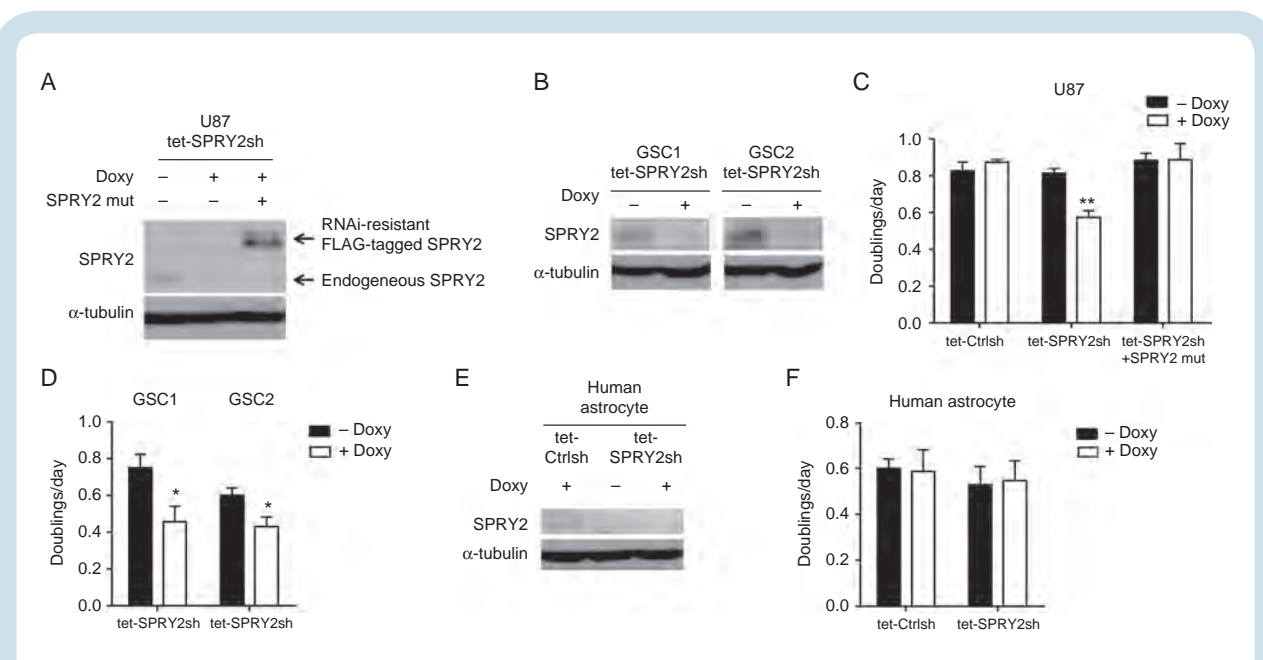 A
U87
tet-SPRY2sh
Doxy – + +
SPRY2 mut – – +
SPRY2
RNAi-resistant
FLAG-tagged SPRY2
Endogeneous SPRY2
α-tubulin
B
GSC1 GSC2
tet-SPRY2sh tet-SPRY2sh
Doxy
– + – +
SPRY2
α-tubulin
C
U87
– Doxy
+ Doxy
Doublings/day
1.0
0.8
0.6
0.4
0.2
0.0
**
tet-Ctrlsh tet-SPRY2sh tet-SPRY2sh
+SPRY2 mut
D
GSC1 GSC2
– Doxy
+ Doxy
Doublings/day
1.0
0.8
0.6
0.4
0.2
0.0
* *
tet-SPRY2sh tet-SPRY2sh
E
Human
astrocyte
tet- tet-
Ctrlsh SPRY2sh
Doxy + – +
SPRY2
α-tubulin
F
Human astrocyte
– Doxy
+ Doxy
Doublings/day
0.8
0.6
0.4
0.2
0.0
tet-Ctrlsh tet-SPRY2sh